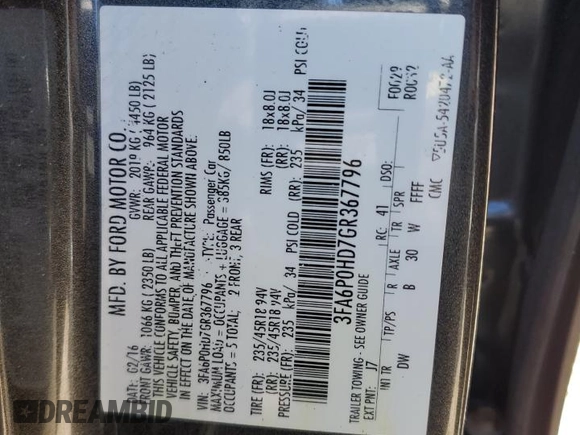 MFD. BY FORD MOTOR CO.
DATE: 02/16 GVWR: 2019 KG ( 4450 LB)
FRONT GAWR: 1066 KG ( 2350 LB) REAR GAWR: 964 KG ( 2125 LB)
THIS VEHICLE CONFORMS TO ALL APPLICABLE FEDERAL MOTOR
VEHICLE SAFETY, BUMPER, AND THEFT PREVENTION STANDARDS
IN EFFECT ON THE DATE OF MANUFACTURE SHOWN ABOVE.
VIN: 3FA6P0HD7GR367796 TYPE: Passenger Car
MAXIMUM LOAD = OCCUPANTS + LUGGAGE = 385KG/ 850LB
OCCUPANTS = 5 TOTAL; 2 FRONT, 3 REAR
TIRE (FR): 235/45R18 94V RIMS (FR): 18x8.0J
(RR): 235/45R18 94V (RR): 18x8.0J
PRESSURE (FR): 235 kPa/ 34 PSI COLD (RR): 235 kPa/ 34 PSI COLD
3FA6P0HD7GR367796
TRAILER TOWING - SEE OWNER GUIDE
EXT PNT: J7 RC: 41 DSO:
INT TR TP/PS R AXLE TR SPR
DW B 30 W FFFF
CMC
DREAMBID